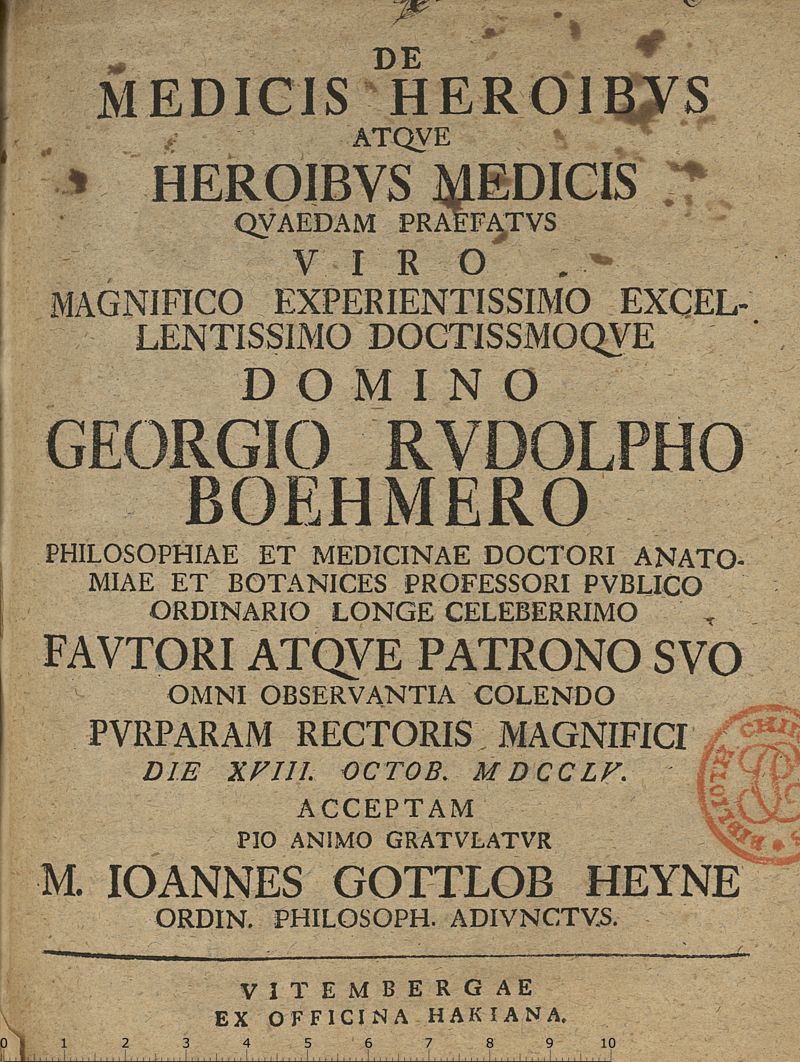 DE
MEDICIS HEROIBVS
ATQVE
HEROIBVS MEDICIS
QVAEDAM PRAEFATVS
VIRO
MAGNIFICO EXPERIENTISSIMO EXCEL-
LENTISSIMO DOCTISSMOQVE
DOMINO
GEORGIO RVDOLPHO
BOEHMERO
PHILOSOPHIAE ET MEDICINAE DOCTORI ANATO-
MIAE ET BOTANICES PROFESSORI PVBLICO
ORDINARIO LONGE CELEBERRIMO
FAVTORI ATQVE PATRONO SVO
OMNI OBSERVANTIA COLENDO
PVRPARAM RECTORIS MAGNIFICI
DIE XVIII. OCTOB. MDCCLV.
ACCEPTAM
PIO ANIMO GRATVLATVR
M. IOANNES GOTTLOB HEYNE
ORDIN. PHILOSOPH. ADIVNCTVS.
VITEMBERGAE
EX OFFICINA HAKIANA.
0 1 2 3 4 5 6 7 8 9 10